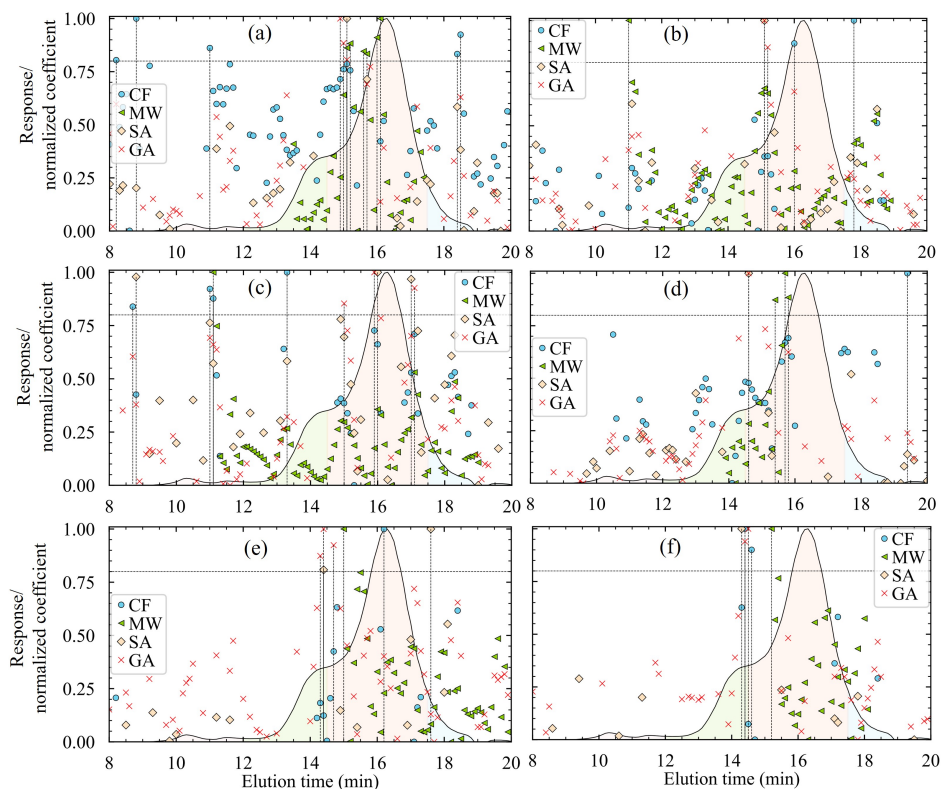 (a)
CF
MW
SA
GA
Response/
normalized coefficient
1.00
0.75
0.50
0.25
0.00
8 10 12 14 16 18 20
(b)
CF
MW
SA
GA
8 10 12 14 16 18 20
(c)
CF
MW
SA
GA
Response/
normalized coefficient
1.00
0.75
0.50
0.25
0.00
8 10 12 14 16 18 20
(d)
CF
MW
SA
GA
8 10 12 14 16 18 20
(e)
CF
MW
SA
GA
Response/
normalized coefficient
1.00
0.75
0.50
0.25
0.00
8 10 12 14 16 18 20
Elution time (min)
(f)
CF
MW
SA
GA
8 10 12 14 16 18 20
Elution time (min)